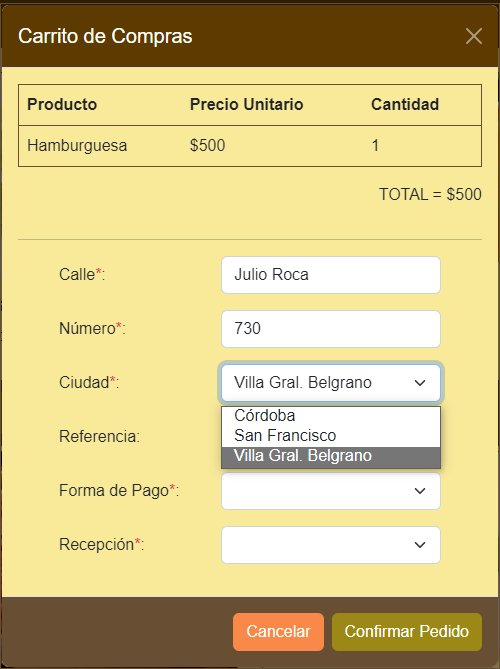 Carrito de Compras
Producto Precio Unitario Cantidad
Hamburguesa $500 1
TOTAL = $500
Calle*: Julio Roca
Número*: 730
Ciudad*: Villa Gral. Belgrano
Córdoba
San Francisco
Villa Gral. Belgrano
Referencia:
Forma de Pago*:
Recepción*:
Cancelar Confirmar Pedido